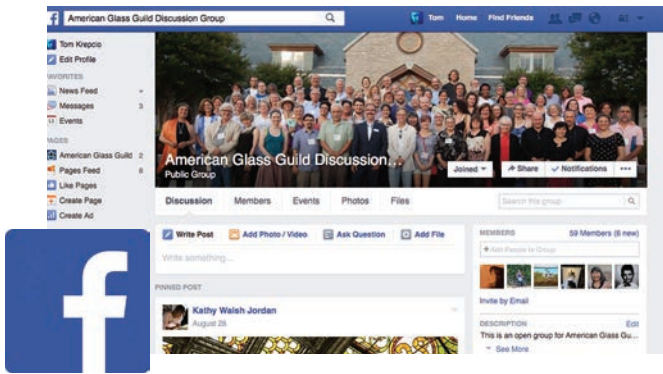 f American Glass Guild Discussion Group Tom Home Find Friends
Tom Krepcio
Edit Profile
FAVORITES
News Feed
Messages 3
Events
PAGES
American Glass Guild 2
Pages Feed 8
Like Pages
Create Page
Create Ad
American Glass Guild Discussion...
Public Group
Joined Share Notifications ...
Discussion Members Events Photos Files Search this group
Write Post Add Photo / Video Ask Question Add File
Write something...
PINNED POST
Kathy Walsh Jordan
August 28
MEMBERS 59 Members (6 new)
+ Add People to Group
Invite by Email
DESCRIPTION Edit
This is an open group for American Glass Gu...
See More
f